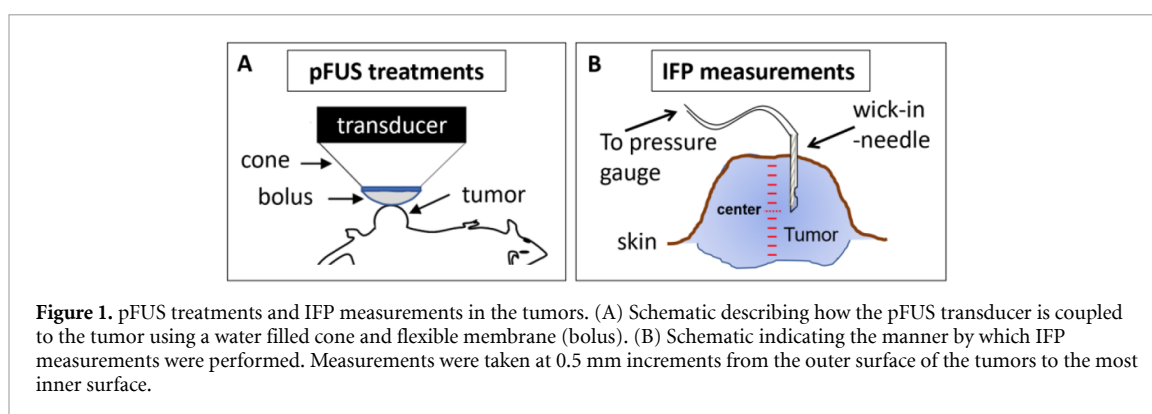 A
pFUS treatments
transducer
cone
bolus
tumor
B
IFP measurements
To pressure
gauge
wick-in
-needle
center
skin
Tumor
Figure 1. pFUS treatments and IFP measurements in the tumors. (A) Schematic describing how the pFUS transducer is coupled
to the tumor using a water filled cone and flexible membrane (bolus). (B) Schematic indicating the manner by which IFP
measurements were performed. Measurements were taken at 0.5 mm increments from the outer surface of the tumors to the most
inner surface.